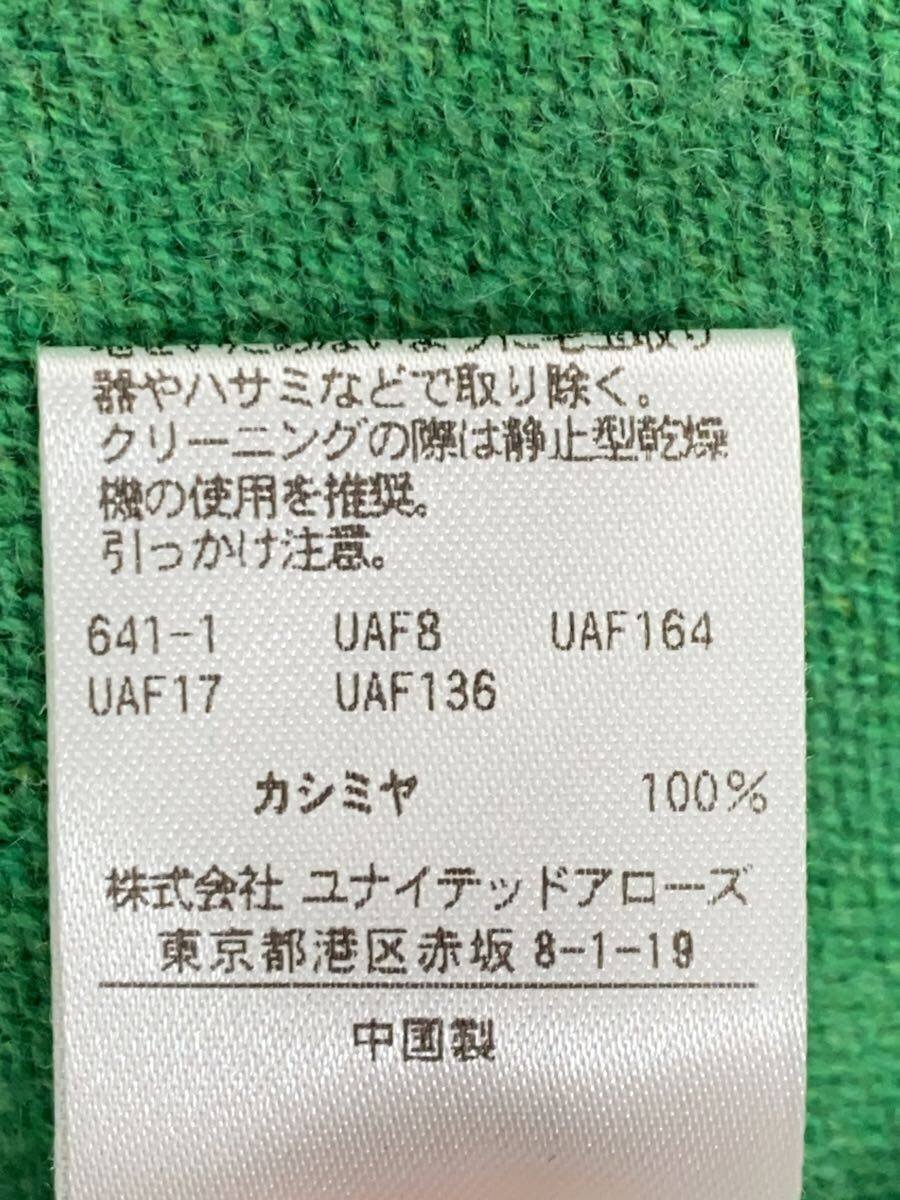 器やハサミなどで取り除く。
クリーニングの際は静止型乾燥
機の使用を推奨。
引っかけ注意。
641-1 UAF8 UAF164
UAF17 UAF136
カシミヤ 100%
株式会社 ユナイテッドアローズ
東京都港区赤坂 8-1-19
中国製